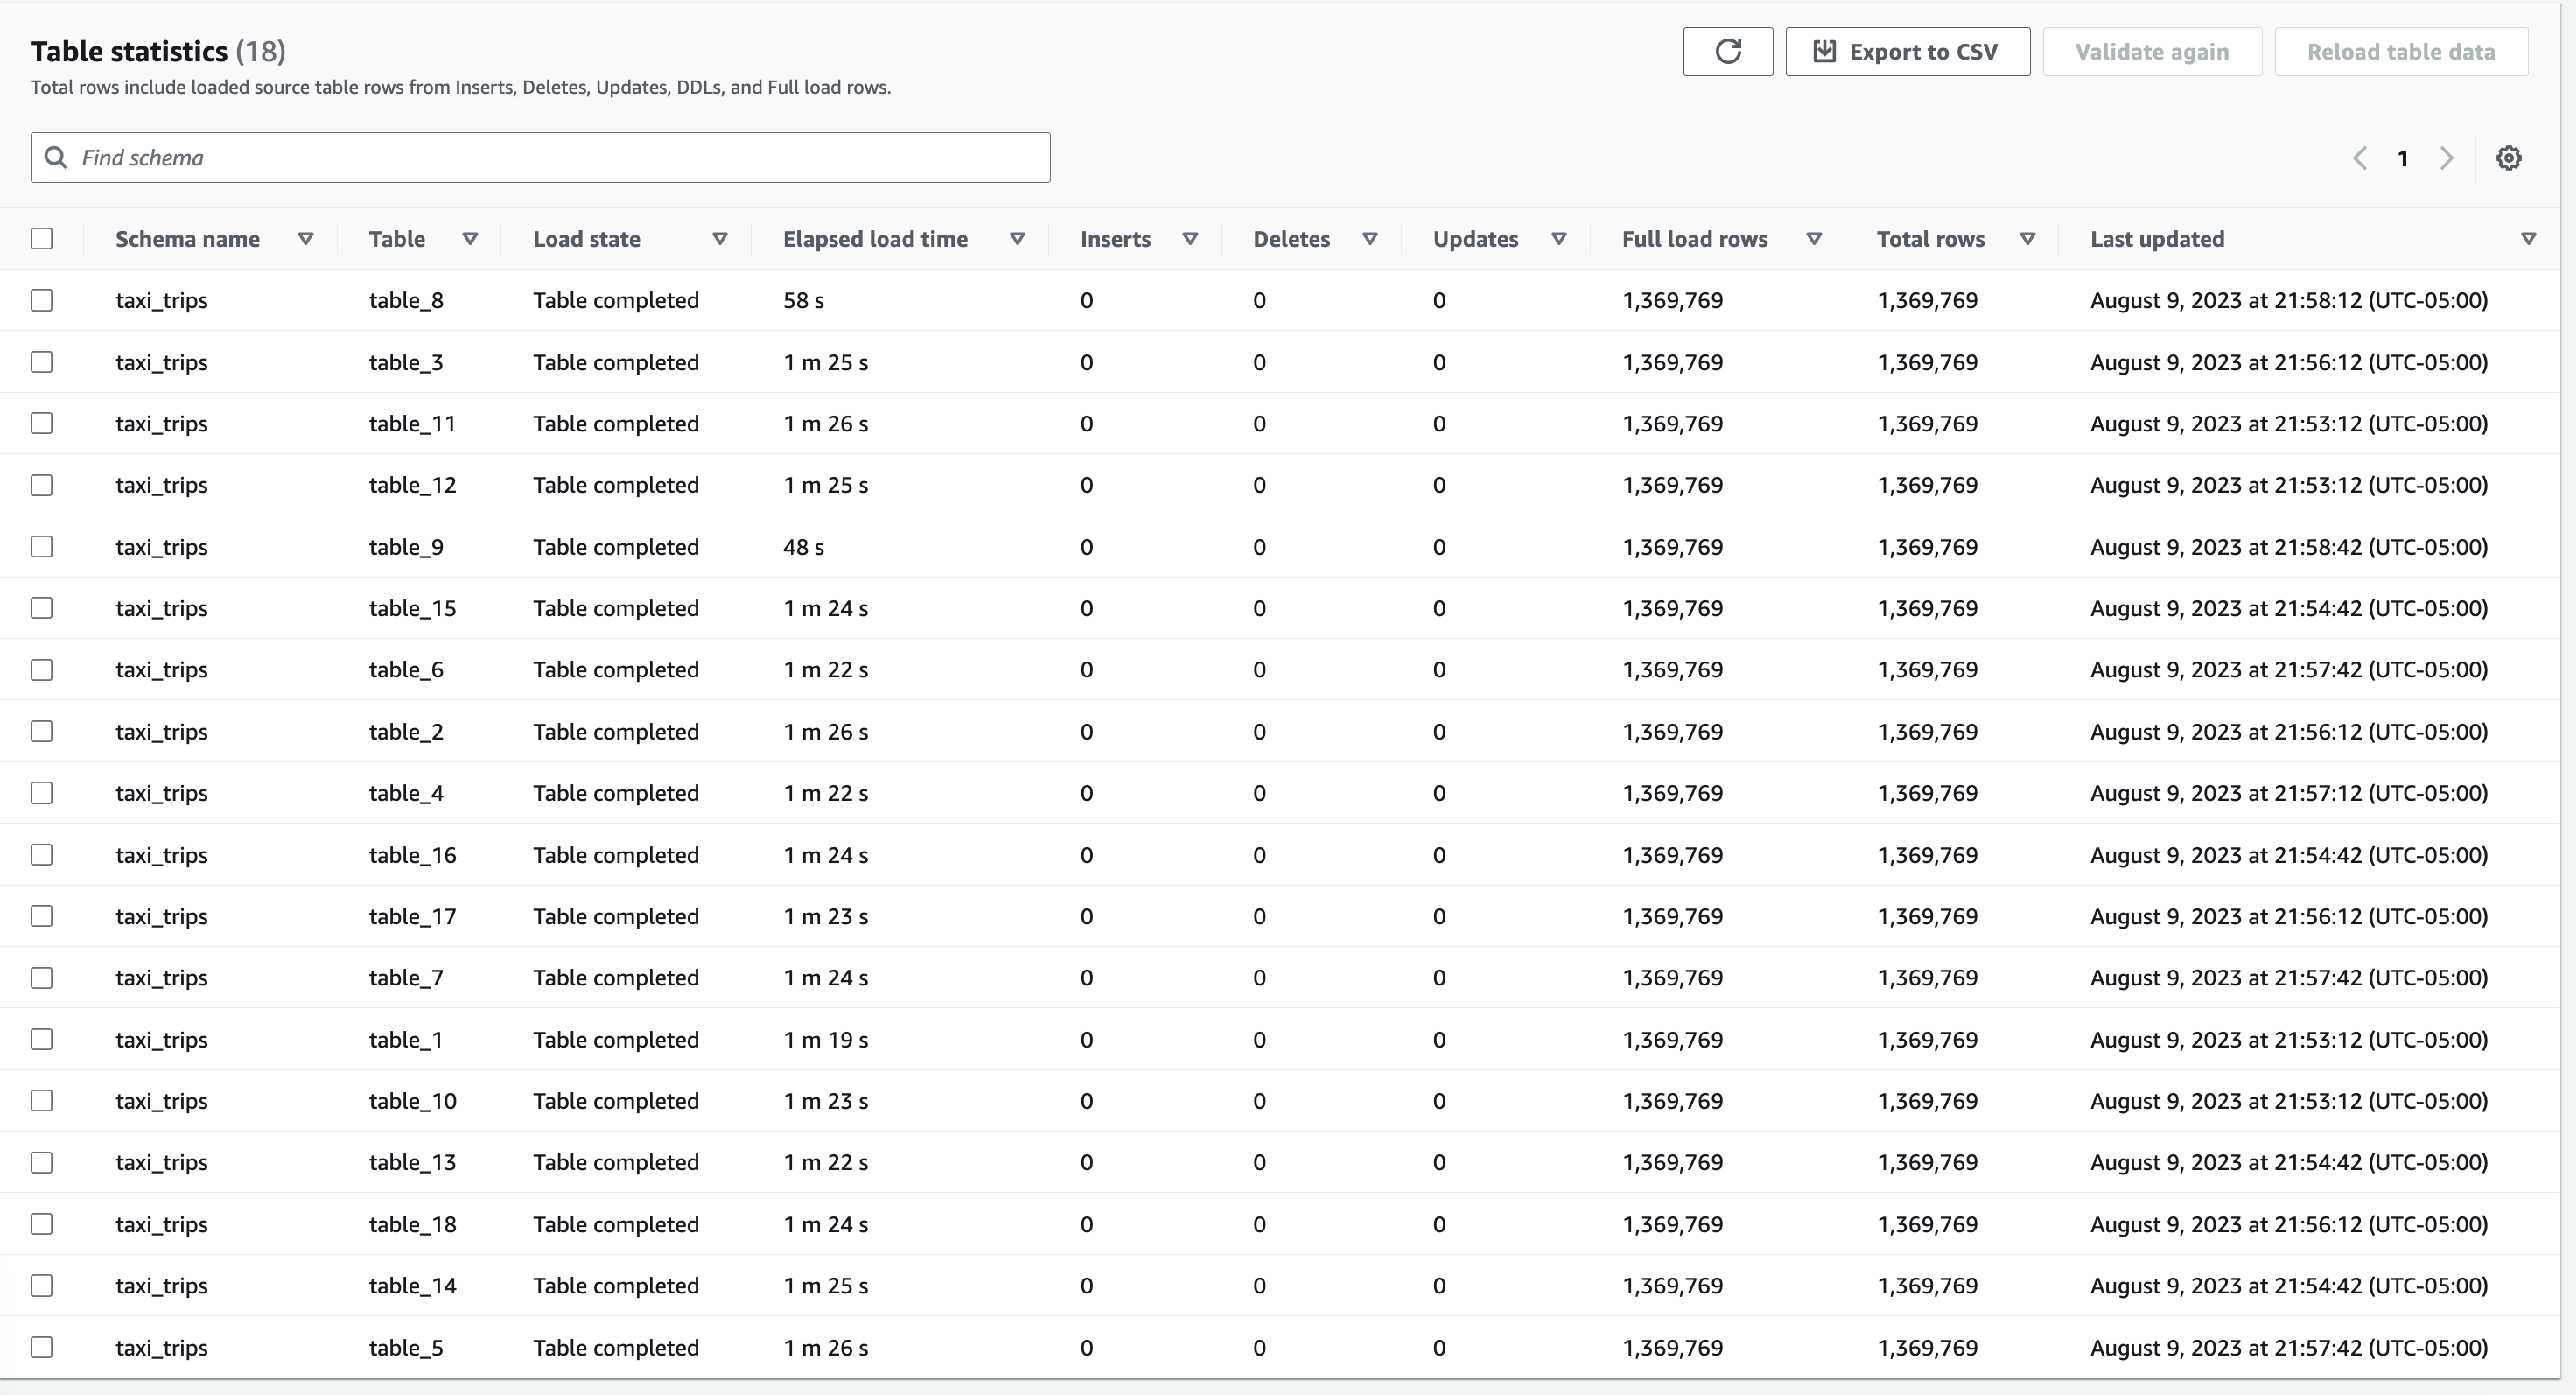 Table statistics (18)
Export to CSV Validate again Reload table data
Total rows include loaded source table rows from Inserts, Deletes, Updates, DDLs, and Full load rows.
Find schema
1
Schema name Table Load state Elapsed load time Inserts Deletes Updates Full load rows Total rows Last updated
taxi_trips table_8 Table completed 58 s 0 0 0 1,369,769 1,369,769 August 9, 2023 at 21:58:12 (UTC-05:00)
taxi_trips table_3 Table completed 1 m 25 s 0 0 0 1,369,769 1,369,769 August 9, 2023 at 21:56:12 (UTC-05:00)
taxi_trips table_11 Table completed 1 m 26 s 0 0 0 1,369,769 1,369,769 August 9, 2023 at 21:53:12 (UTC-05:00)
taxi_trips table_12 Table completed 1 m 25 s 0 0 0 1,369,769 1,369,769 August 9, 2023 at 21:53:12 (UTC-05:00)
taxi_trips table_9 Table completed 48 s 0 0 0 1,369,769 1,369,769 August 9, 2023 at 21:58:42 (UTC-05:00)
taxi_trips table_15 Table completed 1 m 24 s 0 0 0 1,369,769 1,369,769 August 9, 2023 at 21:54:42 (UTC-05:00)
taxi_trips table_6 Table completed 1 m 22 s 0 0 0 1,369,769 1,369,769 August 9, 2023 at 21:57:42 (UTC-05:00)
taxi_trips table_2 Table completed 1 m 26 s 0 0 0 1,369,769 1,369,769 August 9, 2023 at 21:56:12 (UTC-05:00)
taxi_trips table_4 Table completed 1 m 22 s 0 0 0 1,369,769 1,369,769 August 9, 2023 at 21:57:12 (UTC-05:00)
taxi_trips table_16 Table completed 1 m 24 s 0 0 0 1,369,769 1,369,769 August 9, 2023 at 21:54:42 (UTC-05:00)
taxi_trips table_17 Table completed 1 m 23 s 0 0 0 1,369,769 1,369,769 August 9, 2023 at 21:56:12 (UTC-05:00)
taxi_trips table_7 Table completed 1 m 24 s 0 0 0 1,369,769 1,369,769 August 9, 2023 at 21:57:42 (UTC-05:00)
taxi_trips table_1 Table completed 1 m 19 s 0 0 0 1,369,769 1,369,769 August 9, 2023 at 21:53:12 (UTC-05:00)
taxi_trips table_10 Table completed 1 m 23 s 0 0 0 1,369,769 1,369,769 August 9, 2023 at 21:53:12 (UTC-05:00)
taxi_trips table_13 Table completed 1 m 22 s 0 0 0 1,369,769 1,369,769 August 9, 2023 at 21:54:42 (UTC-05:00)
taxi_trips table_18 Table completed 1 m 24 s 0 0 0 1,369,769 1,369,769 August 9, 2023 at 21:56:12 (UTC-05:00)
taxi_trips table_14 Table completed 1 m 25 s 0 0 0 1,369,769 1,369,769 August 9, 2023 at 21:54:42 (UTC-05:00)
taxi_trips table_5 Table completed 1 m 26 s 0 0 0 1,369,769 1,369,769 August 9, 2023 at 21:57:42 (UTC-05:00)